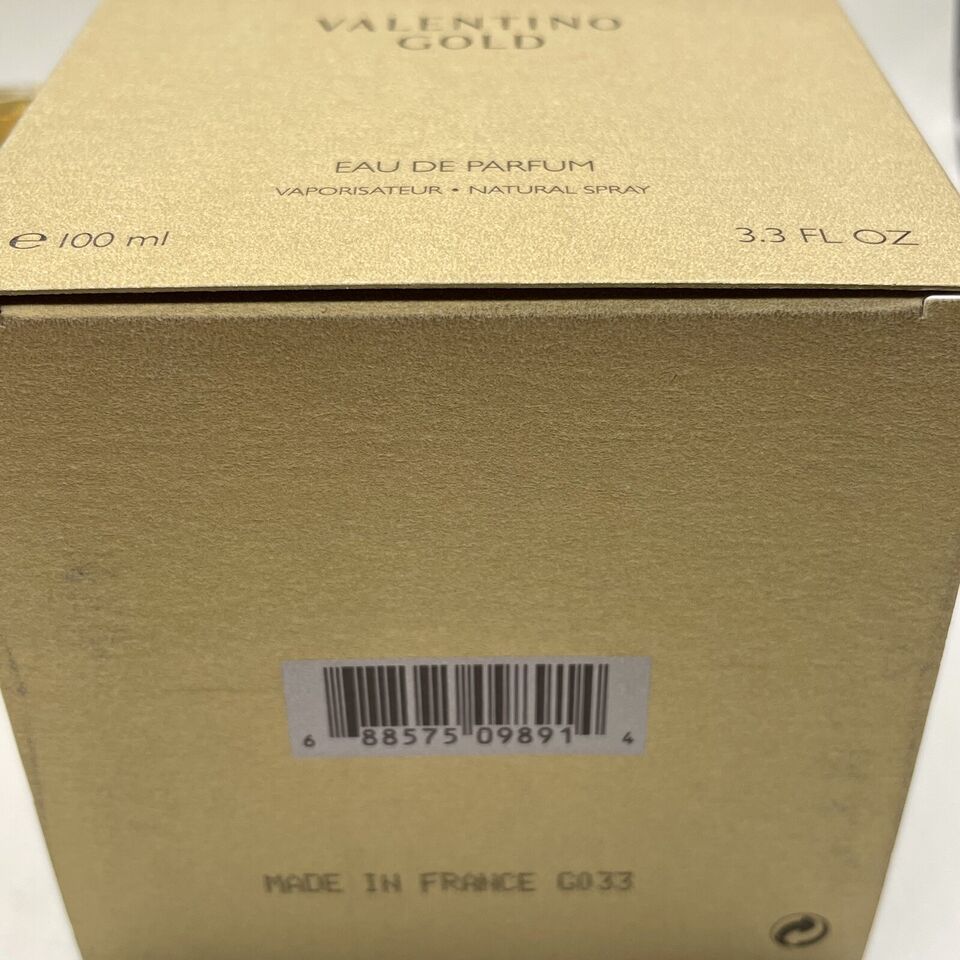 VALENTINO
GOLD
EAU DE PARFUM
VAPORISATEUR • NATURAL SPRAY
℮ 100 ml
3.3 FL OZ
6 88575 09891 4
MADE IN FRANCE G033